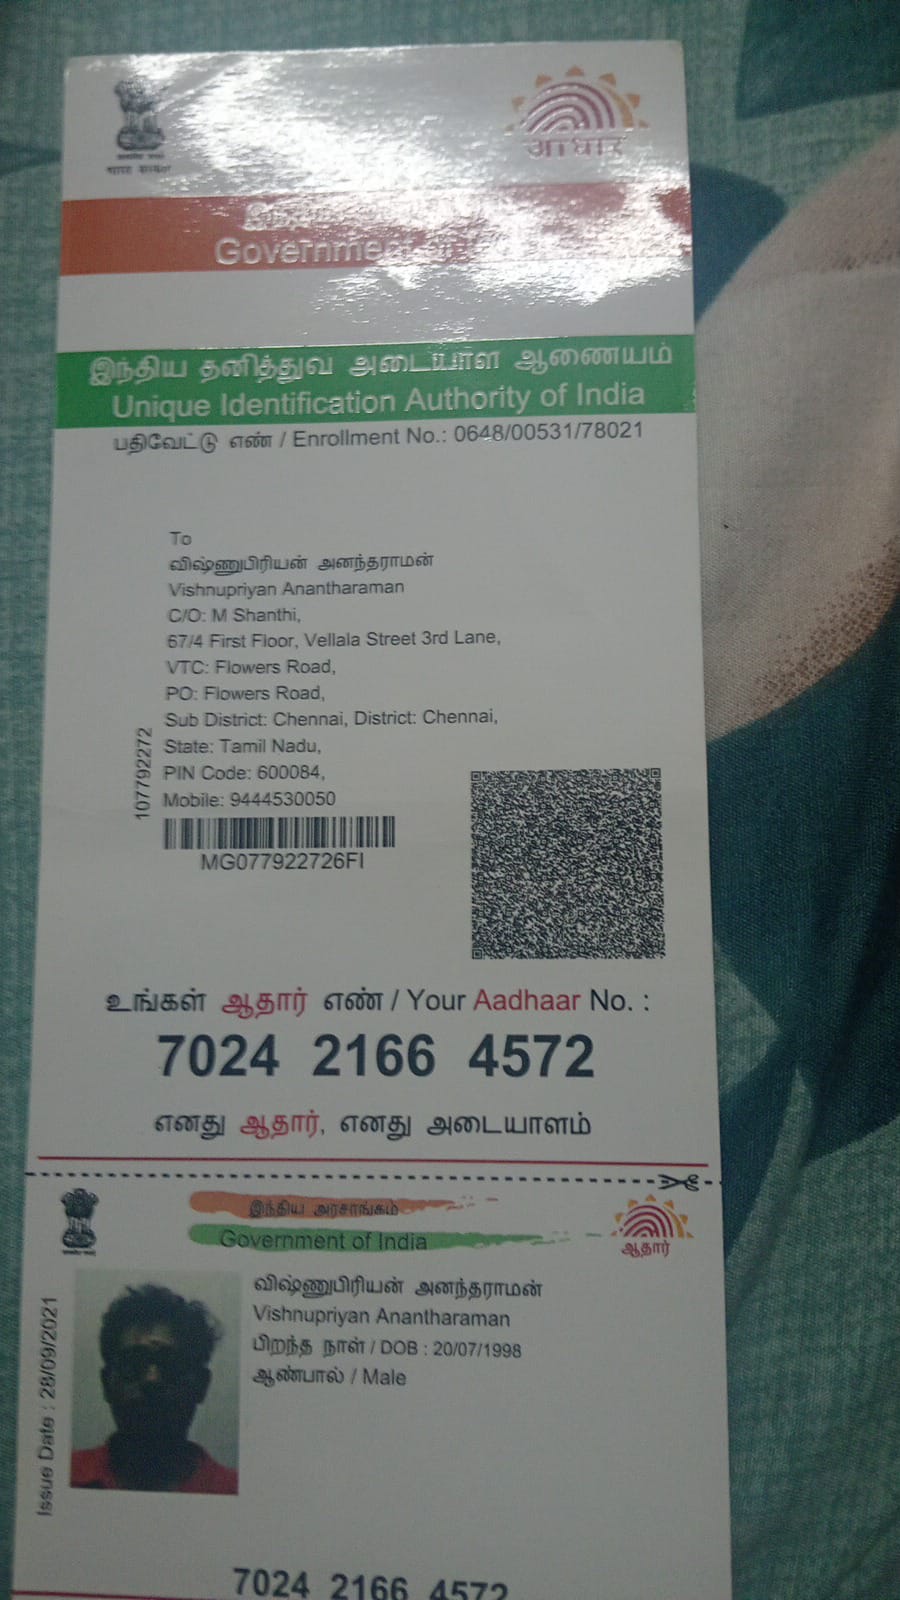 भारत सरकार
आधार
Government
இந்திய தனித்துவ அடையாள ஆணையம்
Unique Identification Authority of India
பதிவேட்டு எண் / Enrollment No.: 0648/00531/78021
To
விஷ்ணுபிரியன் அனந்தராமன்
Vishnupriyan Anantharaman
C/O: M Shanthi,
67/4 First Floor, Vellala Street 3rd Lane,
VTC: Flowers Road,
PO: Flowers Road,
Sub District: Chennai, District: Chennai,
State: Tamil Nadu,
PIN Code: 600084,
Mobile: 9444530050
107792272
MG077922726FI
உங்கள் ஆதார் எண் / Your Aadhaar No. :
7024 2166 4572
எனது ஆதார், எனது அடையாளம்
இந்திய அரசாங்கம்
Government of India
ஆதார்
விஷ்ணுபிரியன் அனந்தராமன்
Vishnupriyan Anantharaman
பிறந்த நாள் / DOB : 20/07/1998
ஆண்பால் / Male
Issue Date : 28/09/2021
7024 2166 4572